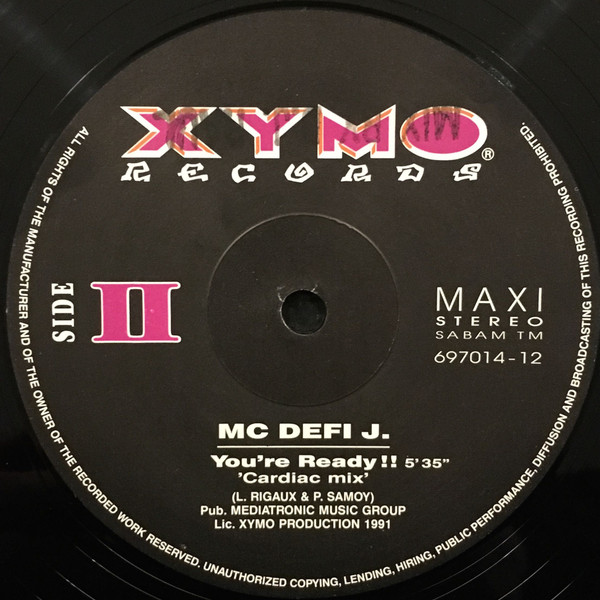 XYMO®
RECORDS
SIDE II
MAXI
STEREO
SABAM TM
697014-12
MC DEFI J.
You're Ready!! 5'35"
'Cardiac mix'
(L. RIGAUX & P. SAMOY)
Pub. MEDIATRONIC MUSIC GROUP
Lic. XYMO PRODUCTION 1991
ALL RIGHTS OF THE MANUFACTURER AND OF THE OWNER OF THE RECORDED WORK RESERVED. UNAUTHORIZED COPYING, LENDING, HIRING, PUBLIC PERFORMANCE, DIFFUSION AND BROADCASTING OF THIS RECORDING PROHIBITED.